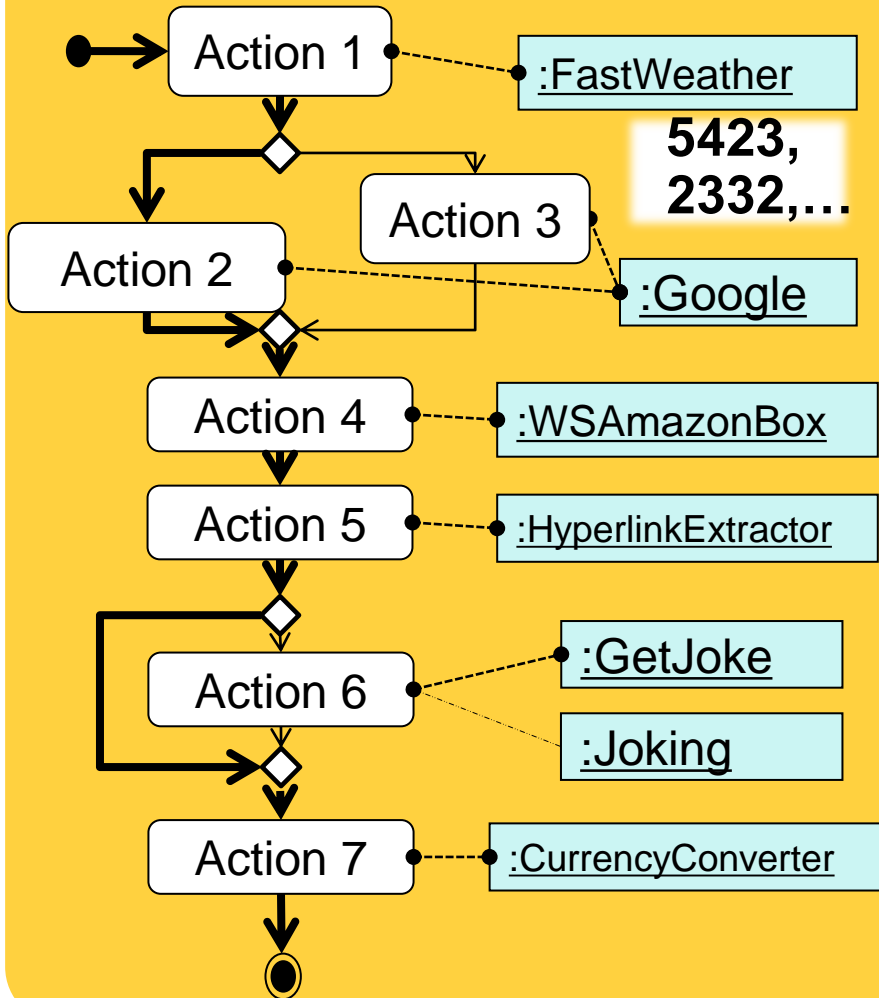 Action 1
:FastWeather
5423,
2332,...
Action 3
Action 2
:Google
Action 4
:WSAmazonBox
Action 5
:HyperlinkExtractor
:GetJoke
Action 6
:Joking
Action 7
:CurrencyConverter